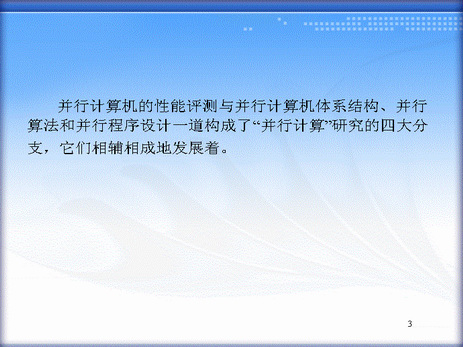 并行计算机的性能评测与并行计算机体系结构、并行
算法和并行程序设计一道构成了“并行计算”研究的四大分
支，它们相辅相成地发展着。
3